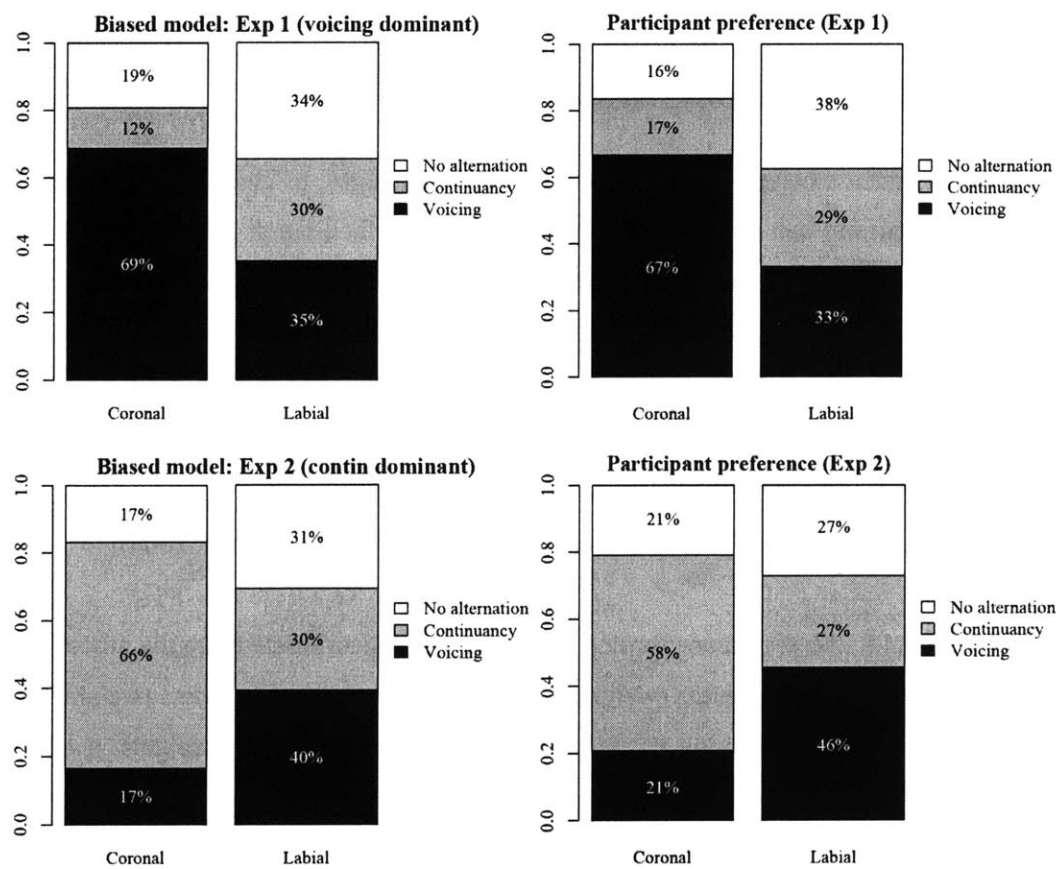 Biased model: Exp 1 (voicing dominant)
1.0
0.8
0.6
0.4
0.2
0.0
19%
12%
69%
34%
30%
35%
Coronal
Labial
No alternation
Continuancy
Voicing
Participant preference (Exp 1)
1.0
0.8
0.6
0.4
0.2
0.0
16%
17%
67%
38%
29%
33%
Coronal
Labial
No alternation
Continuancy
Voicing
Biased model: Exp 2 (contin dominant)
1.0
0.8
0.6
0.4
0.2
0.0
17%
66%
17%
31%
30%
40%
Coronal
Labial
No alternation
Continuancy
Voicing
Participant preference (Exp 2)
1.0
0.8
0.6
0.4
0.2
0.0
21%
58%
21%
27%
27%
46%
Coronal
Labial
No alternation
Continuancy
Voicing